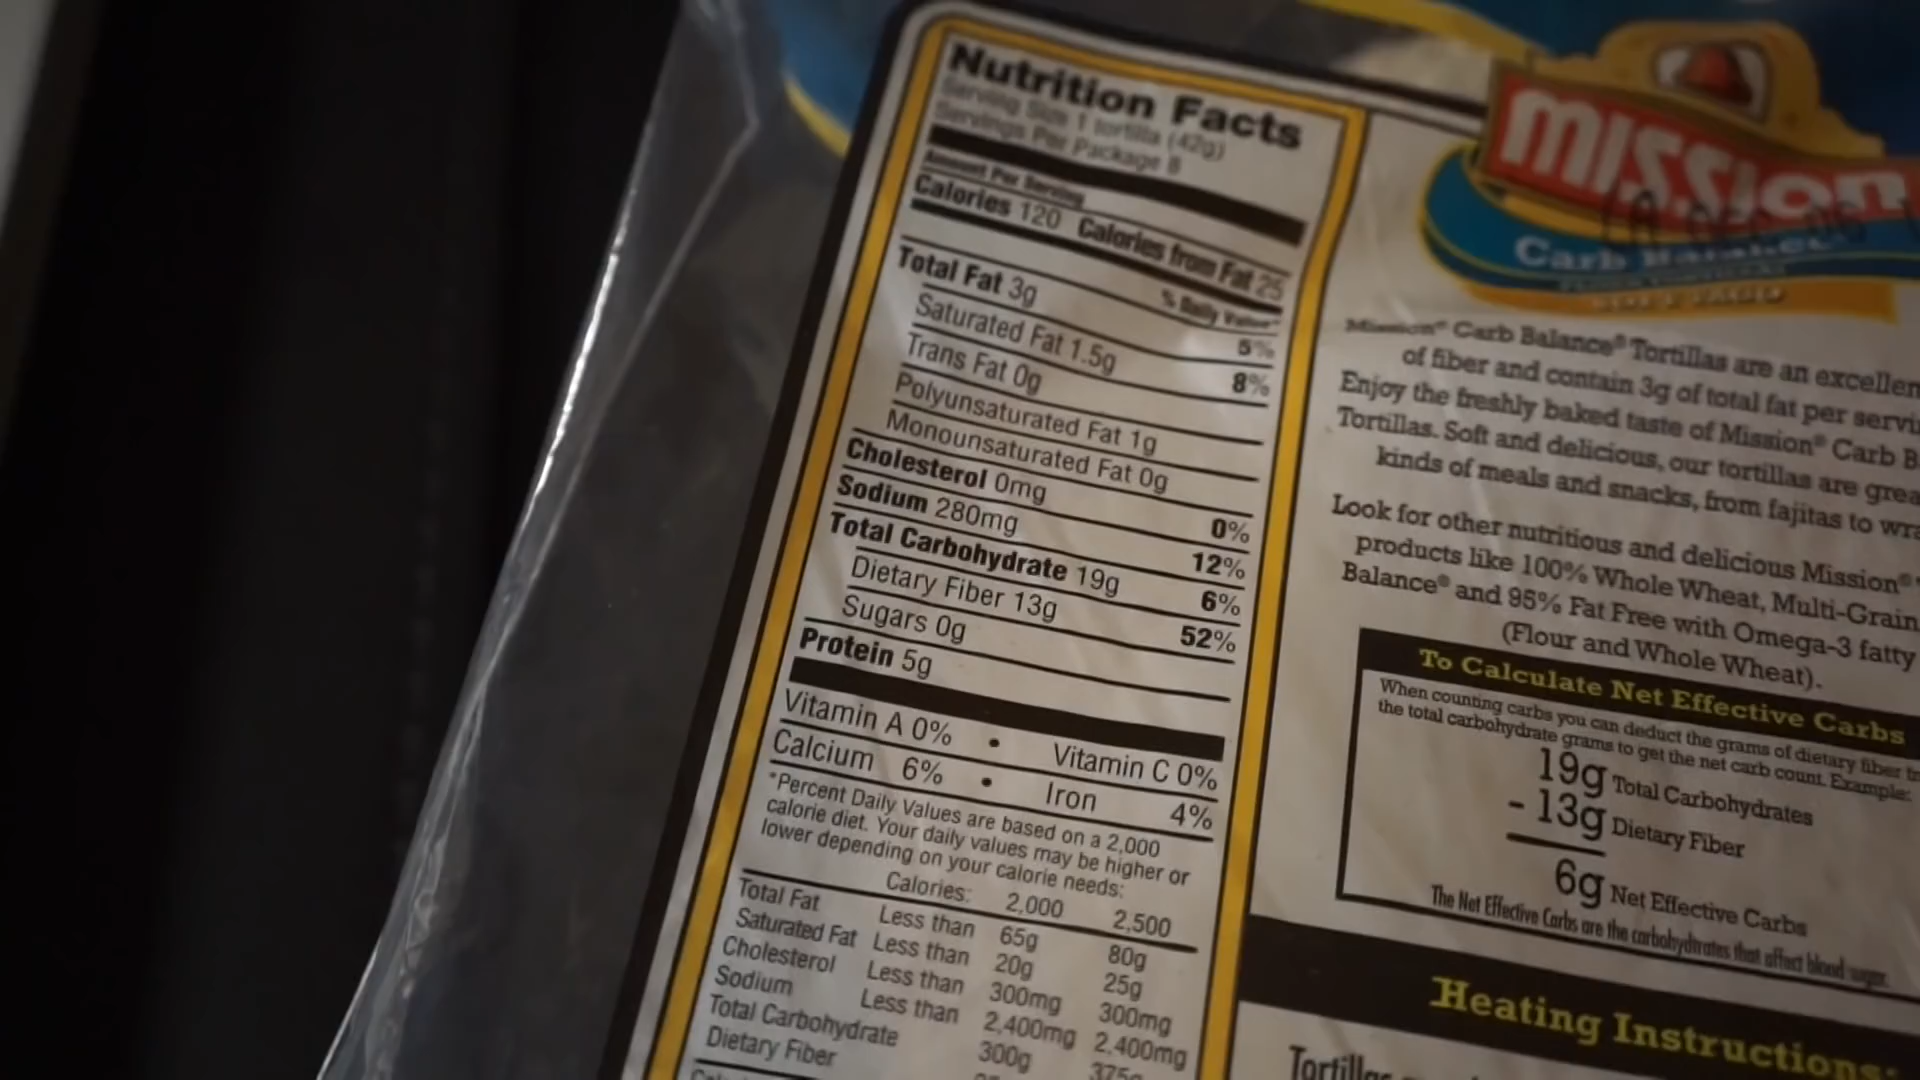 Nutrition Facts
Serving Size 1 tortilla (42g)
Servings Per Package 8
Amount Per Serving
Calories 120 Calories from Fat 25
% Daily Value*
Total Fat 3g 5%
Saturated Fat 1.5g 8%
Trans Fat 0g
Polyunsaturated Fat 1g
Monounsaturated Fat 0g
Cholesterol 0mg 0%
Sodium 280mg 12%
Total Carbohydrate 19g 6%
Dietary Fiber 13g 52%
Sugars 0g
Protein 5g
Vitamin A 0% • Vitamin C 0%
Calcium 6% • Iron 4%
*Percent Daily Values are based on a 2,000
calorie diet. Your daily values may be higher or
lower depending on your calorie needs:
Calories: 2,000 2,500
Total Fat Less than 65g 80g
Saturated Fat Less than 20g 25g
Cholesterol Less than 300mg 300mg
Sodium Less than 2,400mg 2,400mg
Total Carbohydrate 300g 375g
Dietary Fiber
MISSION
Carb Balance
SOFT TACO
Mission® Carb Balance® Tortillas are an excellen
of fiber and contain 3g of total fat per servi
Enjoy the freshly baked taste of Mission® Carb B
Tortillas. Soft and delicious, our tortillas are grea
kinds of meals and snacks, from fajitas to wra
Look for other nutritious and delicious Mission®
products like 100% Whole Wheat, Multi-Grain
Balance® and 95% Fat Free with Omega-3 fatty
(Flour and Whole Wheat).
To Calculate Net Effective Carbs
When counting carbs you can deduct the grams of dietary fiber
the total carbohydrate grams to get the net carb count. Example:
19g Total Carbohydrates
- 13g Dietary Fiber
6g Net Effective Carbs
The Net Effective Carbs are the carbohydrates that affect blood sugar.
Heating Instructions:
Tortillas